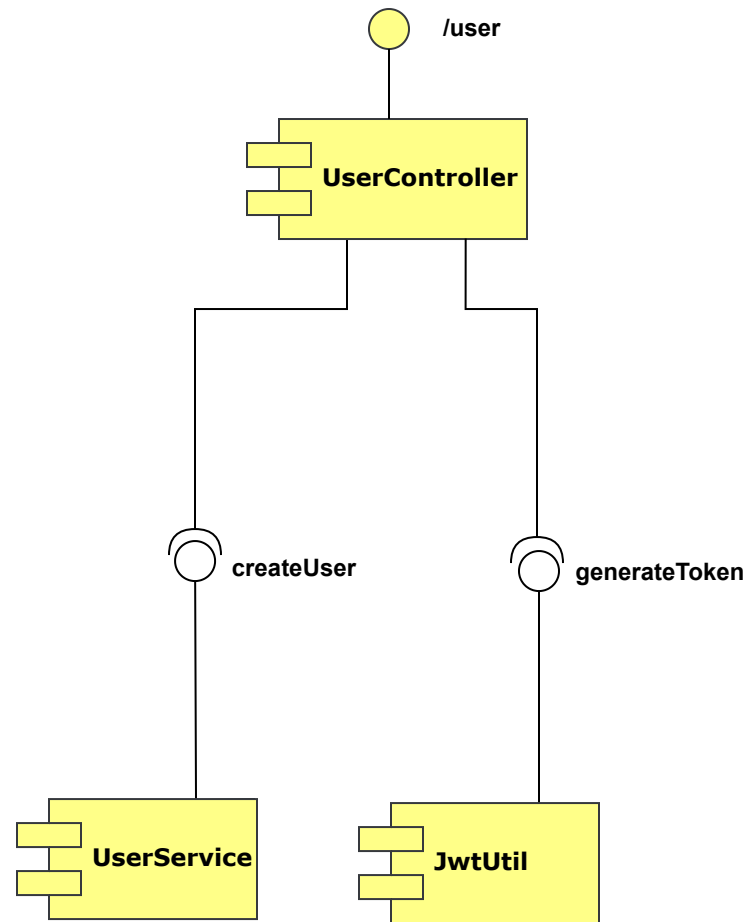 /user
UserController
createUser
generateToken
UserService
JwtUtil